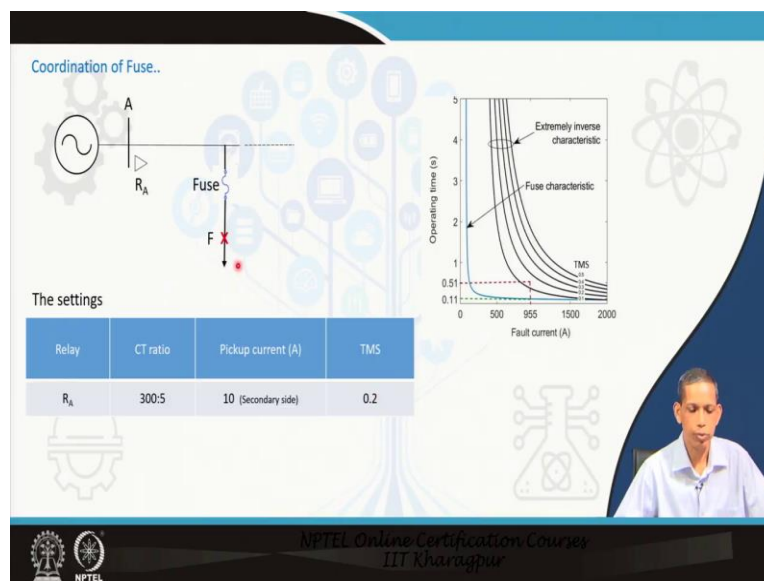 Coordination of Fuse..
A
R_A
Fuse
F
The settings
Relay CT ratio Pickup current (A) TMS
R_A 300:5 10 (Secondary side) 0.2
Operating time (s)
5
4
3
2
1
0.51
0.11
Extremely inverse
characteristic
Fuse characteristic
TMS
0 500 955 1500 2000
Fault current (A)
NPTEL Online Certification Courses
IIT Kharagpur
NPTEL